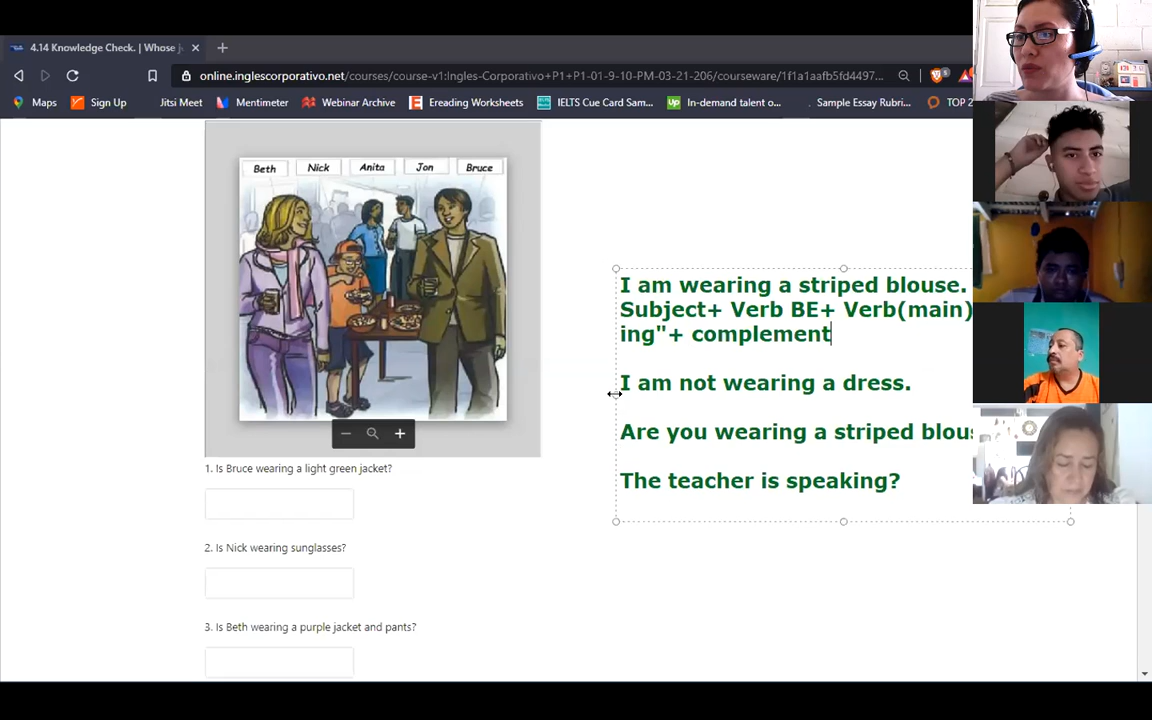 4.14 Knowledge Check. | Whose j
online.inglescorporativo.net/courses/course-v1:Ingles-Corporativo+P1+P1-01-9-10-PM-03-21-206/courseware/1f1a1aafb5fd4497...
Maps Sign Up Jitsi Meet Mentimeter Webinar Archive Ereading Worksheets IELTS Cue Card Sam... In-demand talent o... Sample Essay Rubri... TOP 2
Beth Nick Anita Jon Bruce
I am wearing a striped blouse.
Subject+ Verb BE+ Verb(main)
ing"+ complement
I am not wearing a dress.
Are you wearing a striped blous
The teacher is speaking?
1. Is Bruce wearing a light green jacket?
2. Is Nick wearing sunglasses?
3. Is Beth wearing a purple jacket and pants?